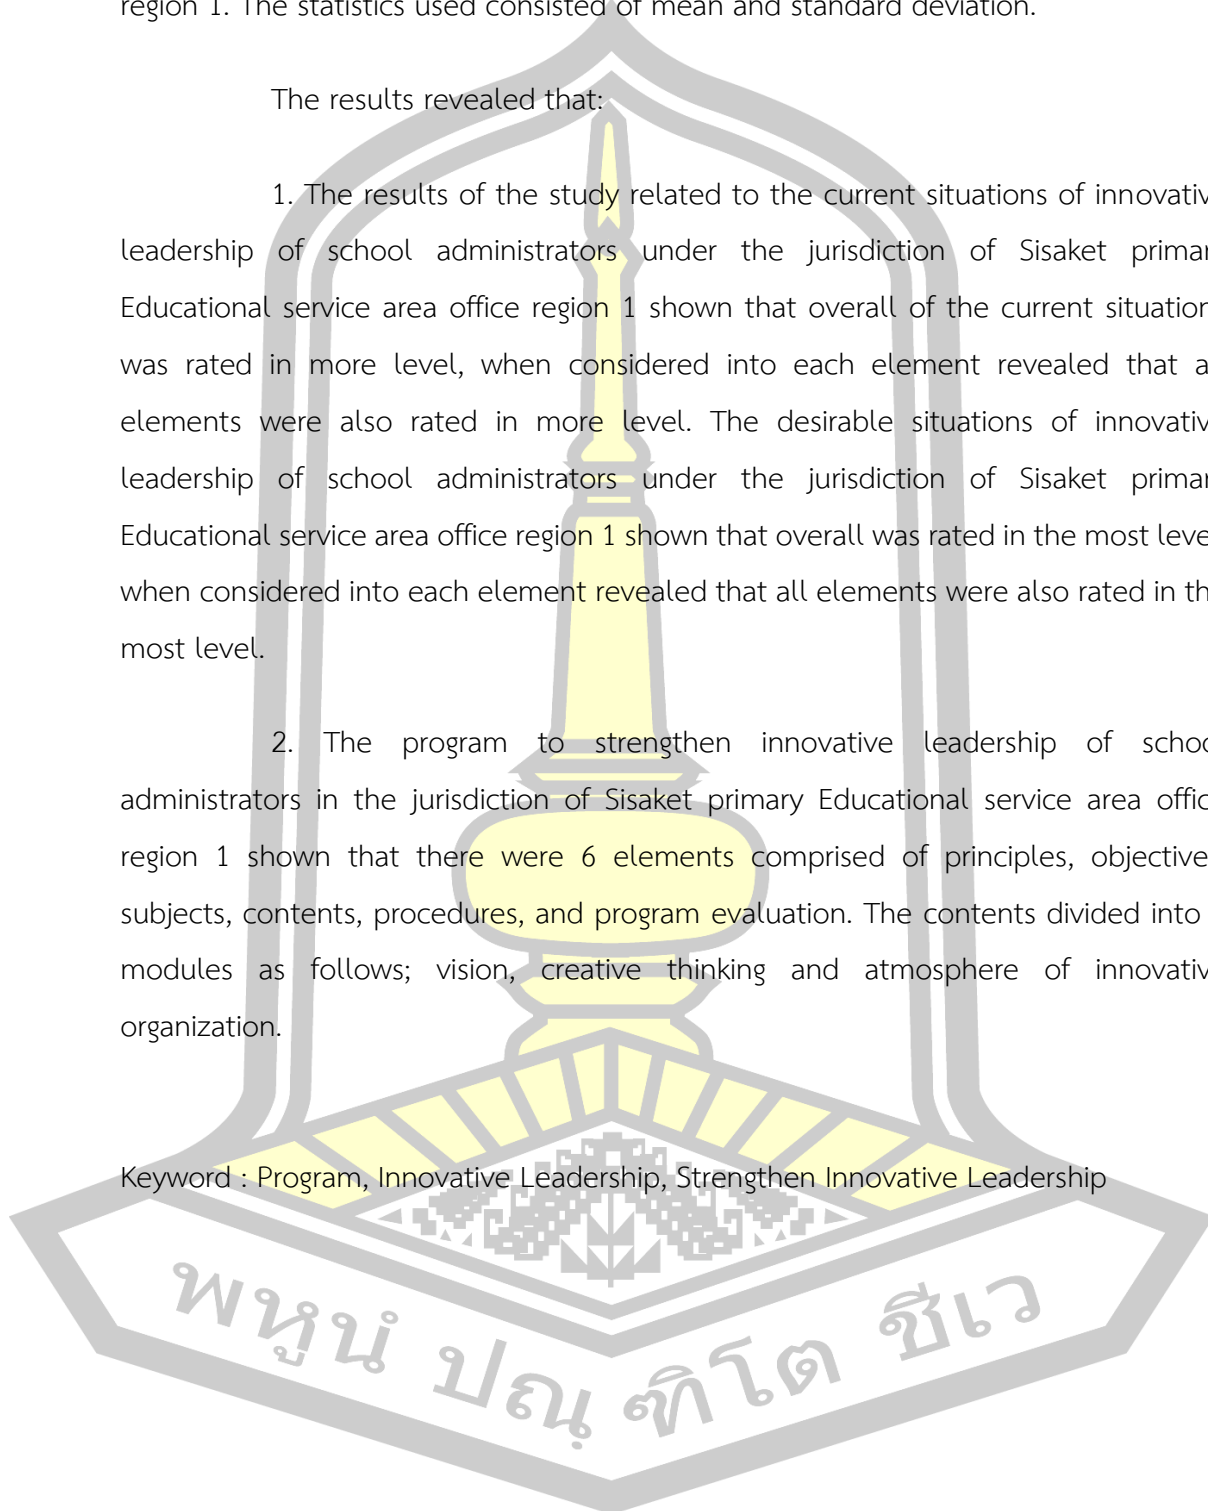 region 1. The statistics used consisted of mean and standard deviation.
The results revealed that:
1. The results of the study related to the current situations of innovativ
leadership of school administrators under the jurisdiction of Sisaket primar
Educational service area office region 1 shown that overall of the current situation
was rated in more level, when considered into each element revealed that a
elements were also rated in more level. The desirable situations of innovativ
leadership of school administrators under the jurisdiction of Sisaket primar
Educational service area office region 1 shown that overall was rated in the most leve
when considered into each element revealed that all elements were also rated in th
most level.
2. The program to strengthen innovative leadership of schoo
administrators in the jurisdiction of Sisaket primary Educational service area offic
region 1 shown that there were 6 elements comprised of principles, objective
subjects, contents, procedures, and program evaluation. The contents divided into
modules as follows; vision, creative thinking and atmosphere of innovativ
organization.
Keyword : Program, Innovative Leadership, Strengthen Innovative Leadership
พหูนํ ปณฺฑิโต ชีเว